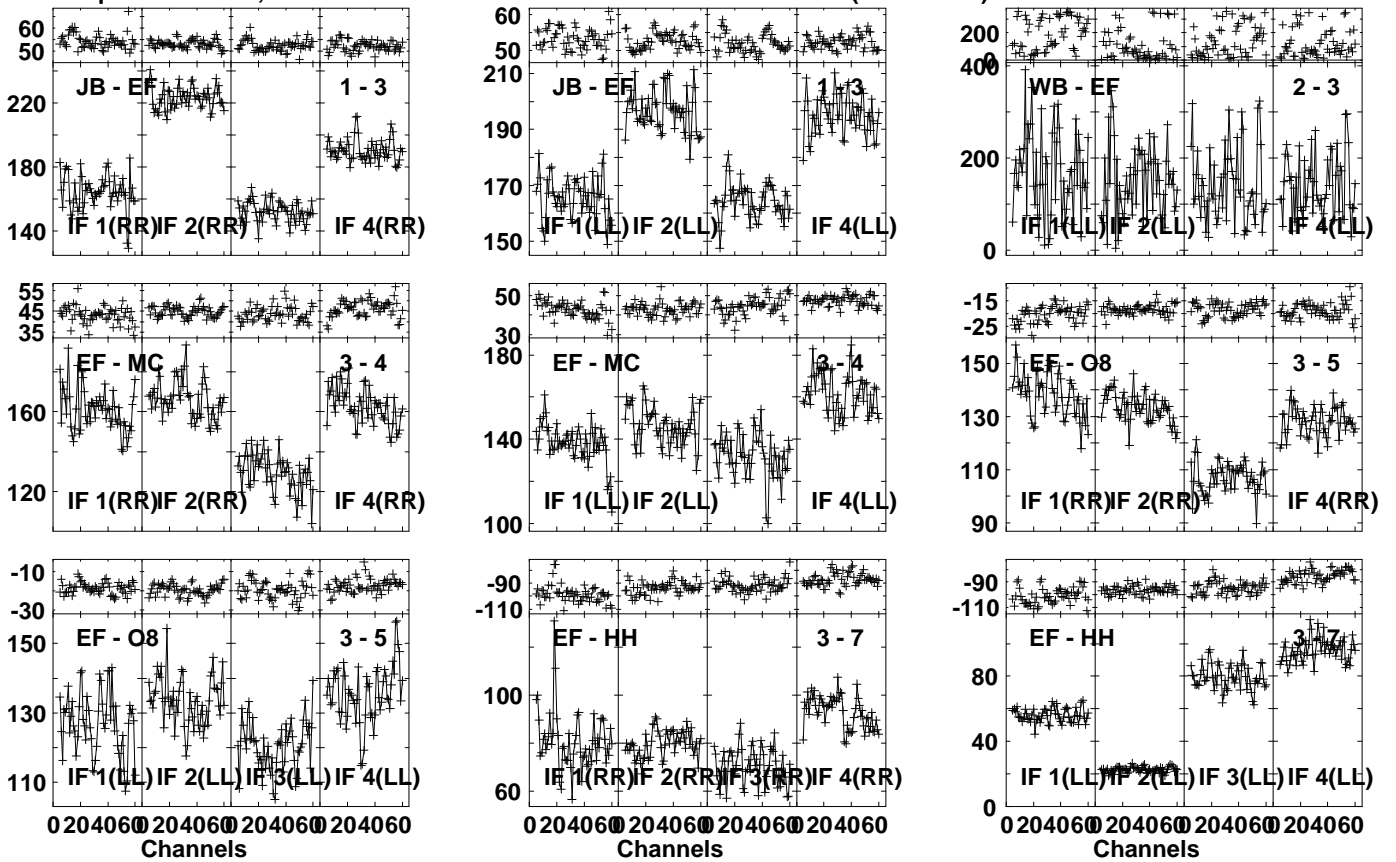 60 50 JB - EF 1 - 3 220 180 140 IF 1(RR) IF 2(RR) IF 4(RR)
60 50 JB - EF 1 - 3 210 190 170 150 IF 1(LL) IF 2(LL) IF 4(LL)
200 0 400 WB - EF 2 - 3 200 0 IF 1(LL) IF 2(LL) IF 4(LL)
55 45 35 EF - MC 3 - 4 160 120 IF 1(RR) IF 2(RR) IF 4(RR)
50 30 EF - MC 3 - 4 180 140 100 IF 1(LL) IF 2(LL) IF 4(LL)
-15 -25 EF - O8 3 - 5 150 130 110 90 IF 1(RR) IF 2(RR) IF 4(RR)
-10 -30 EF - O8 3 - 5 150 130 110 IF 1(LL) IF 2(LL) IF 3(LL) IF 4(LL)
-90 -110 EF - HH 3 - 7 100 60 IF 1(RR) IF 2(RR) IF 3(RR) IF 4(RR)
-90 -110 EF - HH 3 - 7 80 40 0 IF 1(LL) IF 2(LL) IF 3(LL) IF 4(LL)
0 20 40 60 0 20 40 60 0 20 40 60 0 20 40 60
Channels
0 20 40 60 0 20 40 60 0 20 40 60 0 20 40 60
Channels
0 20 40 60 0 20 40 60 0 20 40 60 0 20 40 60
Channels